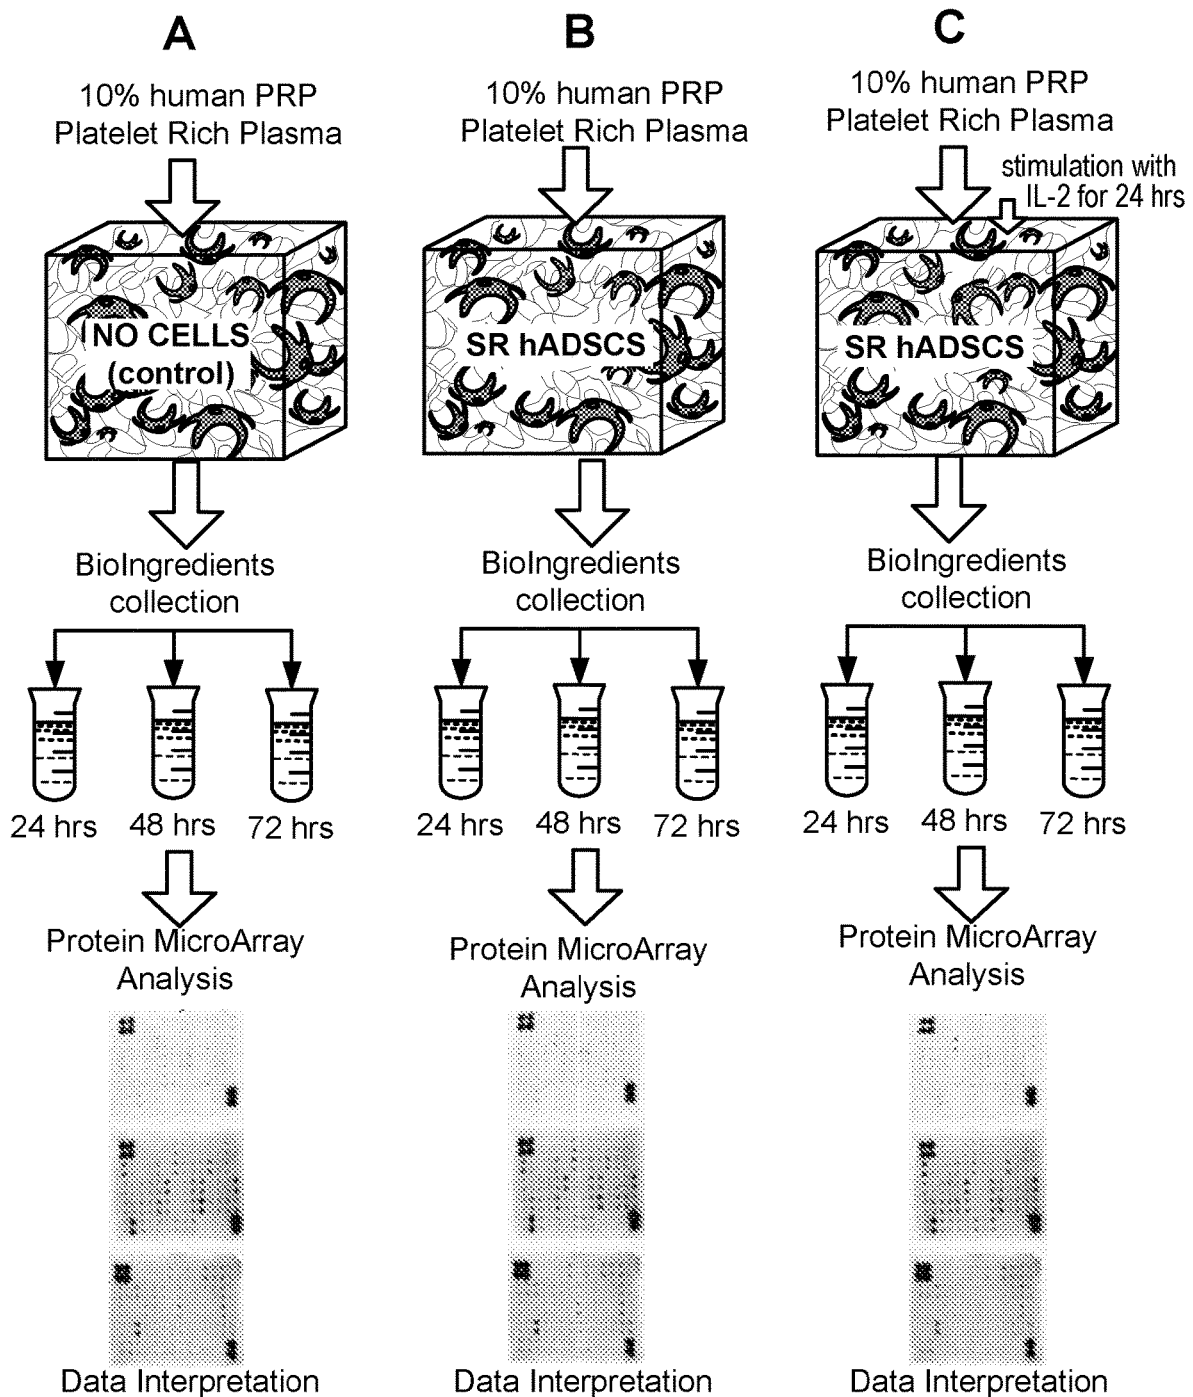 A
10% human PRP
Platelet Rich Plasma
NO CELLS
(control)
BioIngredients
collection
24 hrs
48 hrs
72 hrs
Protein MicroArray
Analysis
Data Interpretation
B
10% human PRP
Platelet Rich Plasma
SR hADSCS
BioIngredients
collection
24 hrs
48 hrs
72 hrs
Protein MicroArray
Analysis
Data Interpretation
C
10% human PRP
Platelet Rich Plasma
stimulation with
IL-2 for 24 hrs
SR hADSCS
BioIngredients
collection
24 hrs
48 hrs
72 hrs
Protein MicroArray
Analysis
Data Interpretation